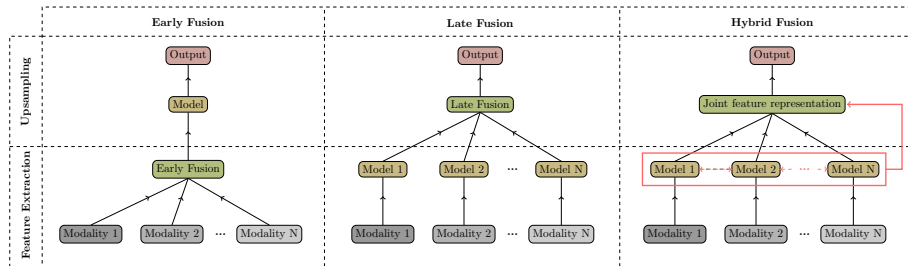 Early Fusion
Late Fusion
Hybrid Fusion
Upsampling
Feature Extraction
Output
Model
Early Fusion
Modality 1
Modality 2
...
Modality N
Output
Late Fusion
Model 1
Model 2
...
Model N
Modality 1
Modality 2
...
Modality N
Output
Joint feature representation
Model 1
Model 2
...
Model N
Modality 1
Modality 2
...
Modality N